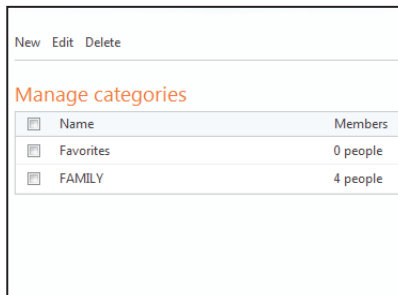 New Edit Delete
Manage categories
Name Members
Favorites 0 people
FAMILY 4 people